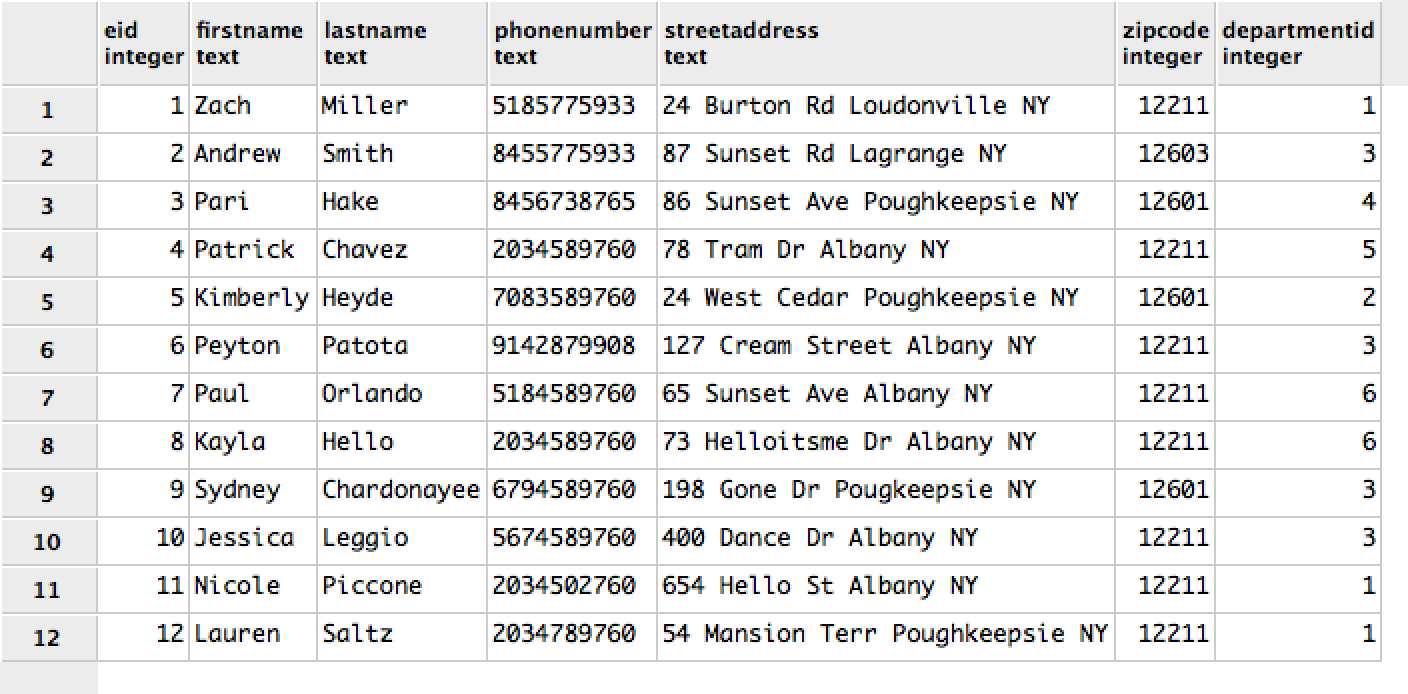 eid firstname lastname phonenumber streetaddress zipcode departmentid
integer text text text text integer integer
1 1 Zach Miller 5185775933 24 Burton Rd Loudonville NY 12211 1
2 2 Andrew Smith 8455775933 87 Sunset Rd Lagrange NY 12603 3
3 3 Pari Hake 8456738765 86 Sunset Ave Poughkeepsie NY 12601 4
4 4 Patrick Chavez 2034589760 78 Tram Dr Albany NY 12211 5
5 5 Kimberly Heyde 7083589760 24 West Cedar Poughkeepsie NY 12601 2
6 6 Peyton Patota 9142879908 127 Cream Street Albany NY 12211 3
7 7 Paul Orlando 5184589760 65 Sunset Ave Albany NY 12211 6
8 8 Kayla Hello 2034589760 73 Helloitsme Dr Albany NY 12211 6
9 9 Sydney Chardonayee 6794589760 198 Gone Dr Pougkeepsie NY 12601 3
10 10 Jessica Leggio 5674589760 400 Dance Dr Albany NY 12211 3
11 11 Nicole Piccone 2034502760 654 Hello St Albany NY 12211 1
12 12 Lauren Saltz 2034789760 54 Mansion Terr Poughkeepsie NY 12211 1